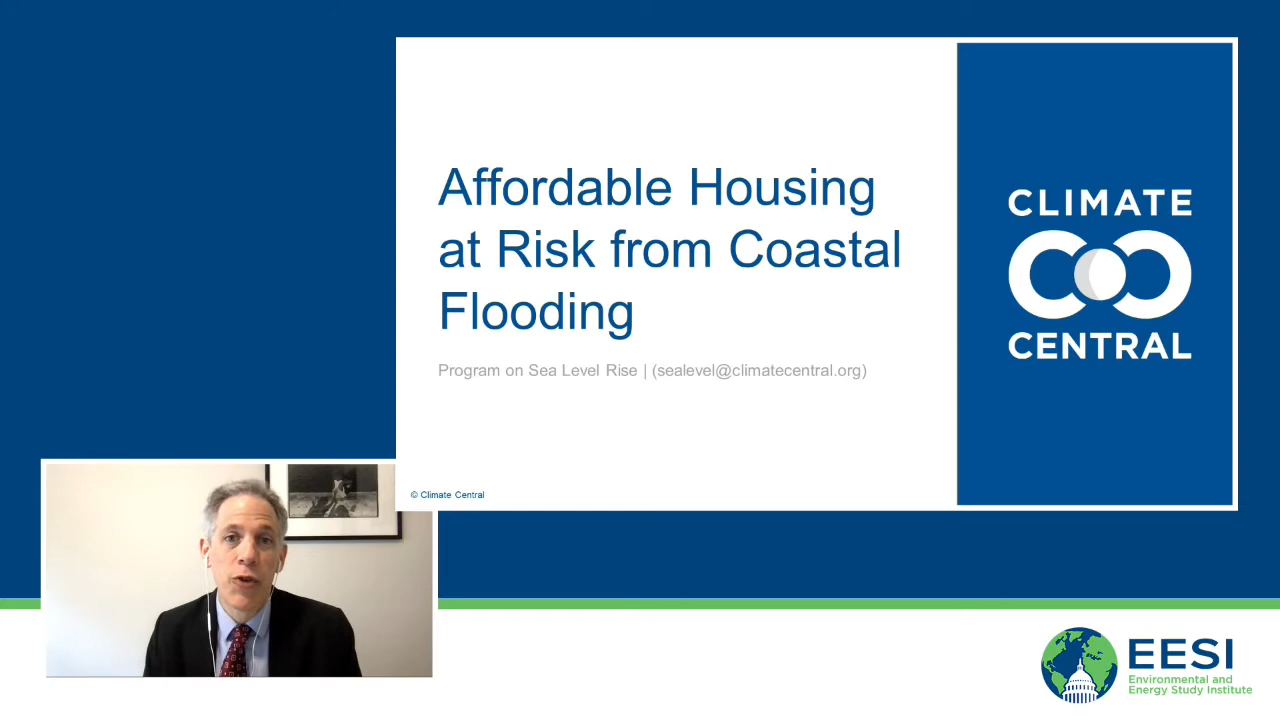 Affordable Housing
at Risk from Coastal
Flooding
Program on Sea Level Rise | (sealevel@climatecentral.org)
© Climate Central
CLIMATE
CENTRAL
EESI
Environmental and
Energy Study Institute